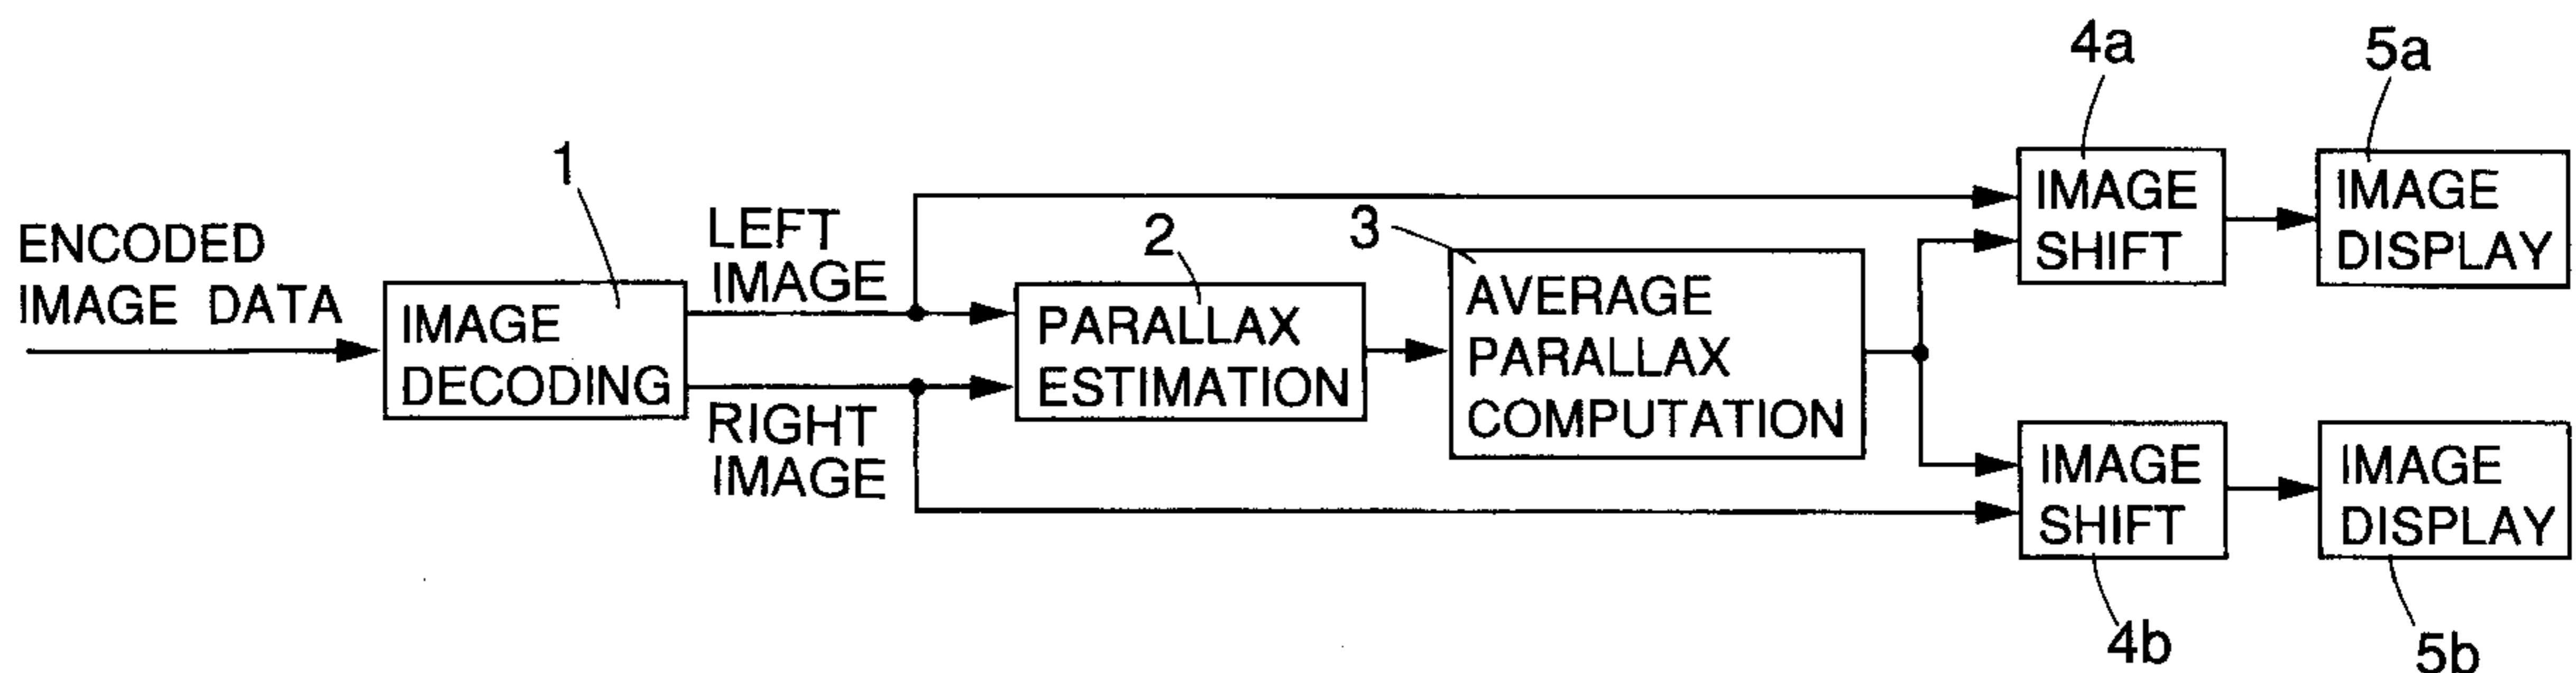 4a
5a
1
ENCODED
IMAGE DATA
IMAGE
DECODING
LEFT
IMAGE
RIGHT
IMAGE
2
PARALLAX
ESTIMATION
3
AVERAGE
PARALLAX
COMPUTATION
IMAGE
SHIFT
IMAGE
DISPLAY
IMAGE
SHIFT
IMAGE
DISPLAY
4b
5b